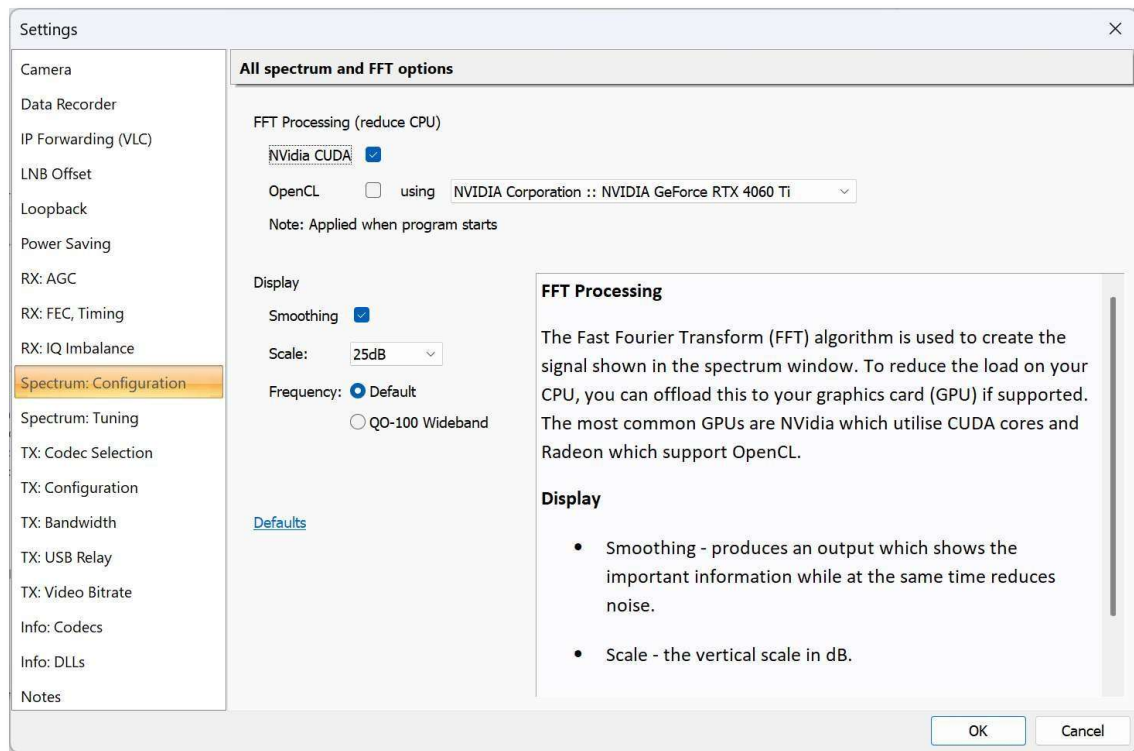 Settings
Camera
Data Recorder
IP Forwarding (VLC)
LNB Offset
Loopback
Power Saving
RX: AGC
RX: FEC, Timing
RX: IQ Imbalance
Spectrum: Configuration
Spectrum: Tuning
TX: Codec Selection
TX: Configuration
TX: Bandwidth
TX: USB Relay
TX: Video Bitrate
Info: Codecs
Info: DLLs
Notes
All spectrum and FFT options
FFT Processing (reduce CPU)
NVidia CUDA
OpenCL using NVIDIA Corporation :: NVIDIA GeForce RTX 4060 Ti
Note: Applied when program starts
Display
Smoothing
Scale: 25dB
Frequency: Default
QO-100 Wideband
Defaults
FFT Processing
The Fast Fourier Transform (FFT) algorithm is used to create the
signal shown in the spectrum window. To reduce the load on your
CPU, you can offload this to your graphics card (GPU) if supported.
The most common GPUs are NVidia which utilise CUDA cores and
Radeon which support OpenCL.
Display
• Smoothing - produces an output which shows the
important information while at the same time reduces
noise.
• Scale - the vertical scale in dB.
OK Cancel